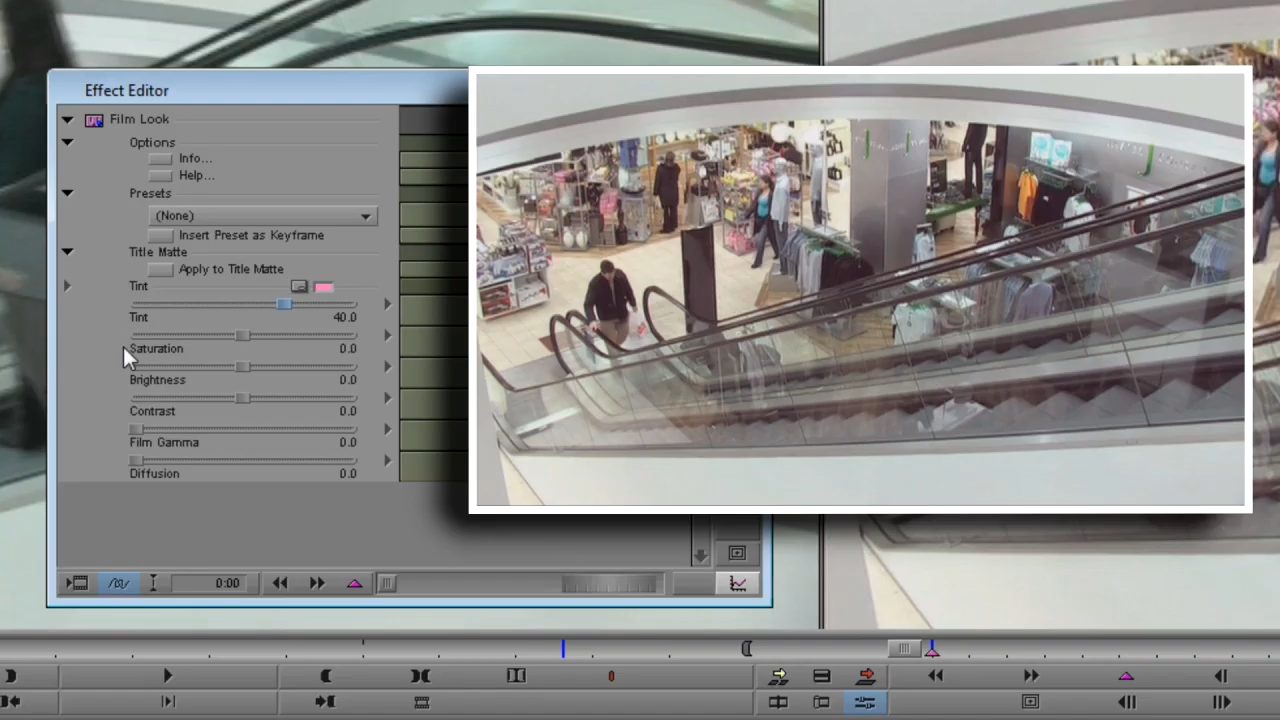 Effect Editor
Film Look
Options
Info...
Help...
Presets
(None)
Insert Preset as Keyframe
Title Matte
Apply to Title Matte
Tint
Tint 40.0
Saturation 0.0
Brightness 0.0
Contrast 0.0
Film Gamma 0.0
Diffusion 0.0
0:00